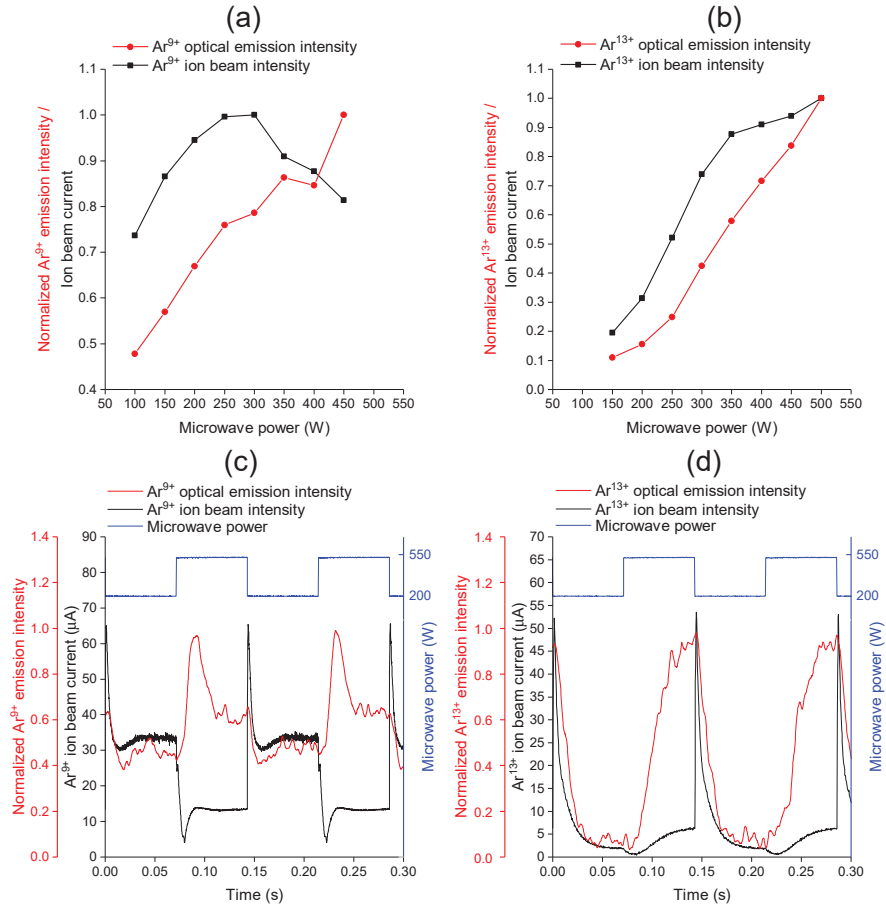 (a)
Ar⁹⁺ optical emission intensity
Ar⁹⁺ ion beam intensity
Normalized Ar⁹⁺ emission intensity /
Ion beam current
1.1
1.0
0.9
0.8
0.7
0.6
0.5
0.4
50 100 150 200 250 300 350 400 450 500 550
Microwave power (W)
(b)
Ar¹³⁺ optical emission intensity
Ar¹³⁺ ion beam intensity
Normalized Ar¹³⁺ emission intensity /
Ion beam current
1.1
1.0
0.9
0.8
0.7
0.6
0.5
0.4
0.3
0.2
0.1
0.0
50 100 150 200 250 300 350 400 450 500 550
Microwave power (W)
(c)
Ar⁹⁺ optical emission intensity
Ar⁹⁺ ion beam intensity
Microwave power
Normalized Ar⁹⁺ emission intensity
1.4
1.2
1.0
0.8
0.6
0.4
0.2
0.0
Ar⁹⁺ ion beam current (µA)
90
80
70
60
50
40
30
20
10
0
550
200
Microwave power (W)
0.00 0.05 0.10 0.15 0.20 0.25 0.30
Time (s)
(d)
Ar¹³⁺ optical emission intensity
Ar¹³⁺ ion beam intensity
Microwave power
Normalized Ar¹³⁺ emission intensity
1.4
1.2
1.0
0.8
0.6
0.4
0.2
0.0
Ar¹³⁺ ion beam current (µA)
70
65
60
55
50
45
40
35
30
25
20
15
10
5
0
550
200
Microwave power (W)
0.00 0.05 0.10 0.15 0.20 0.25 0.30
Time (s)